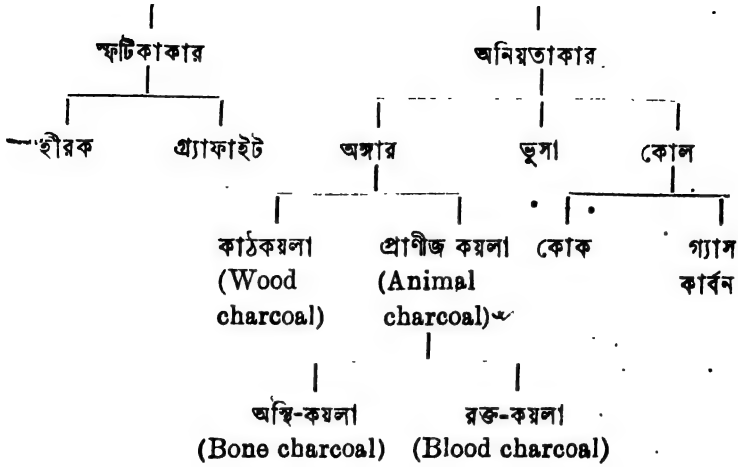 স্ফটিকাকার অনিয়তাকার
হীরক গ্র্যাফাইট অঙ্গার ভুসা কোল
কাঠকয়লা প্রাণীজ কয়লা কোক গ্যাস
(Wood (Animal কার্বন
charcoal) charcoal)
অস্থি-কয়লা রক্ত-কয়লা
(Bone charcoal) (Blood charcoal)